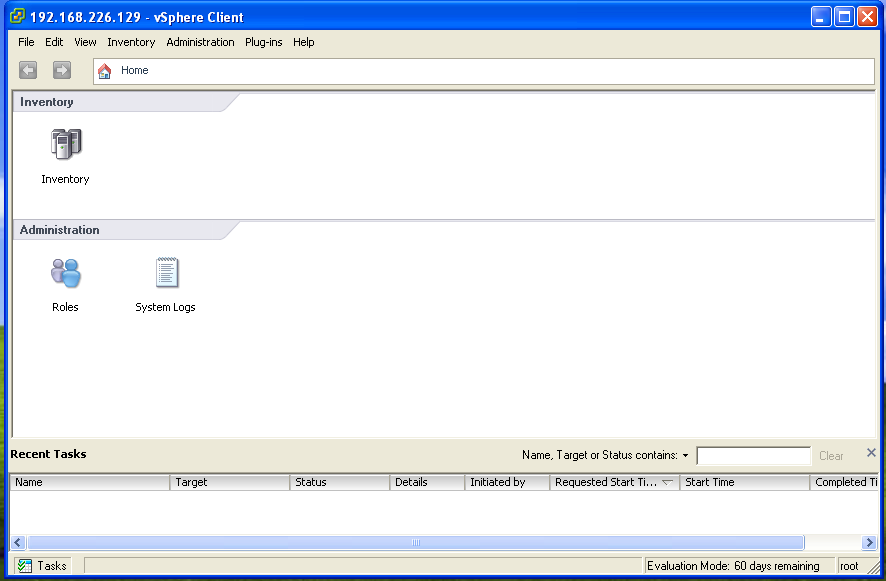 192.168.226.129 - vSphere Client
File Edit View Inventory Administration Plug-ins Help
Home
Inventory
Inventory
Administration
Roles System Logs
Recent Tasks Name, Target or Status contains: Clear
Name Target Status Details Initiated by Requested Start Ti... Start Time Completed Ti
Tasks Evaluation Mode: 60 days remaining root